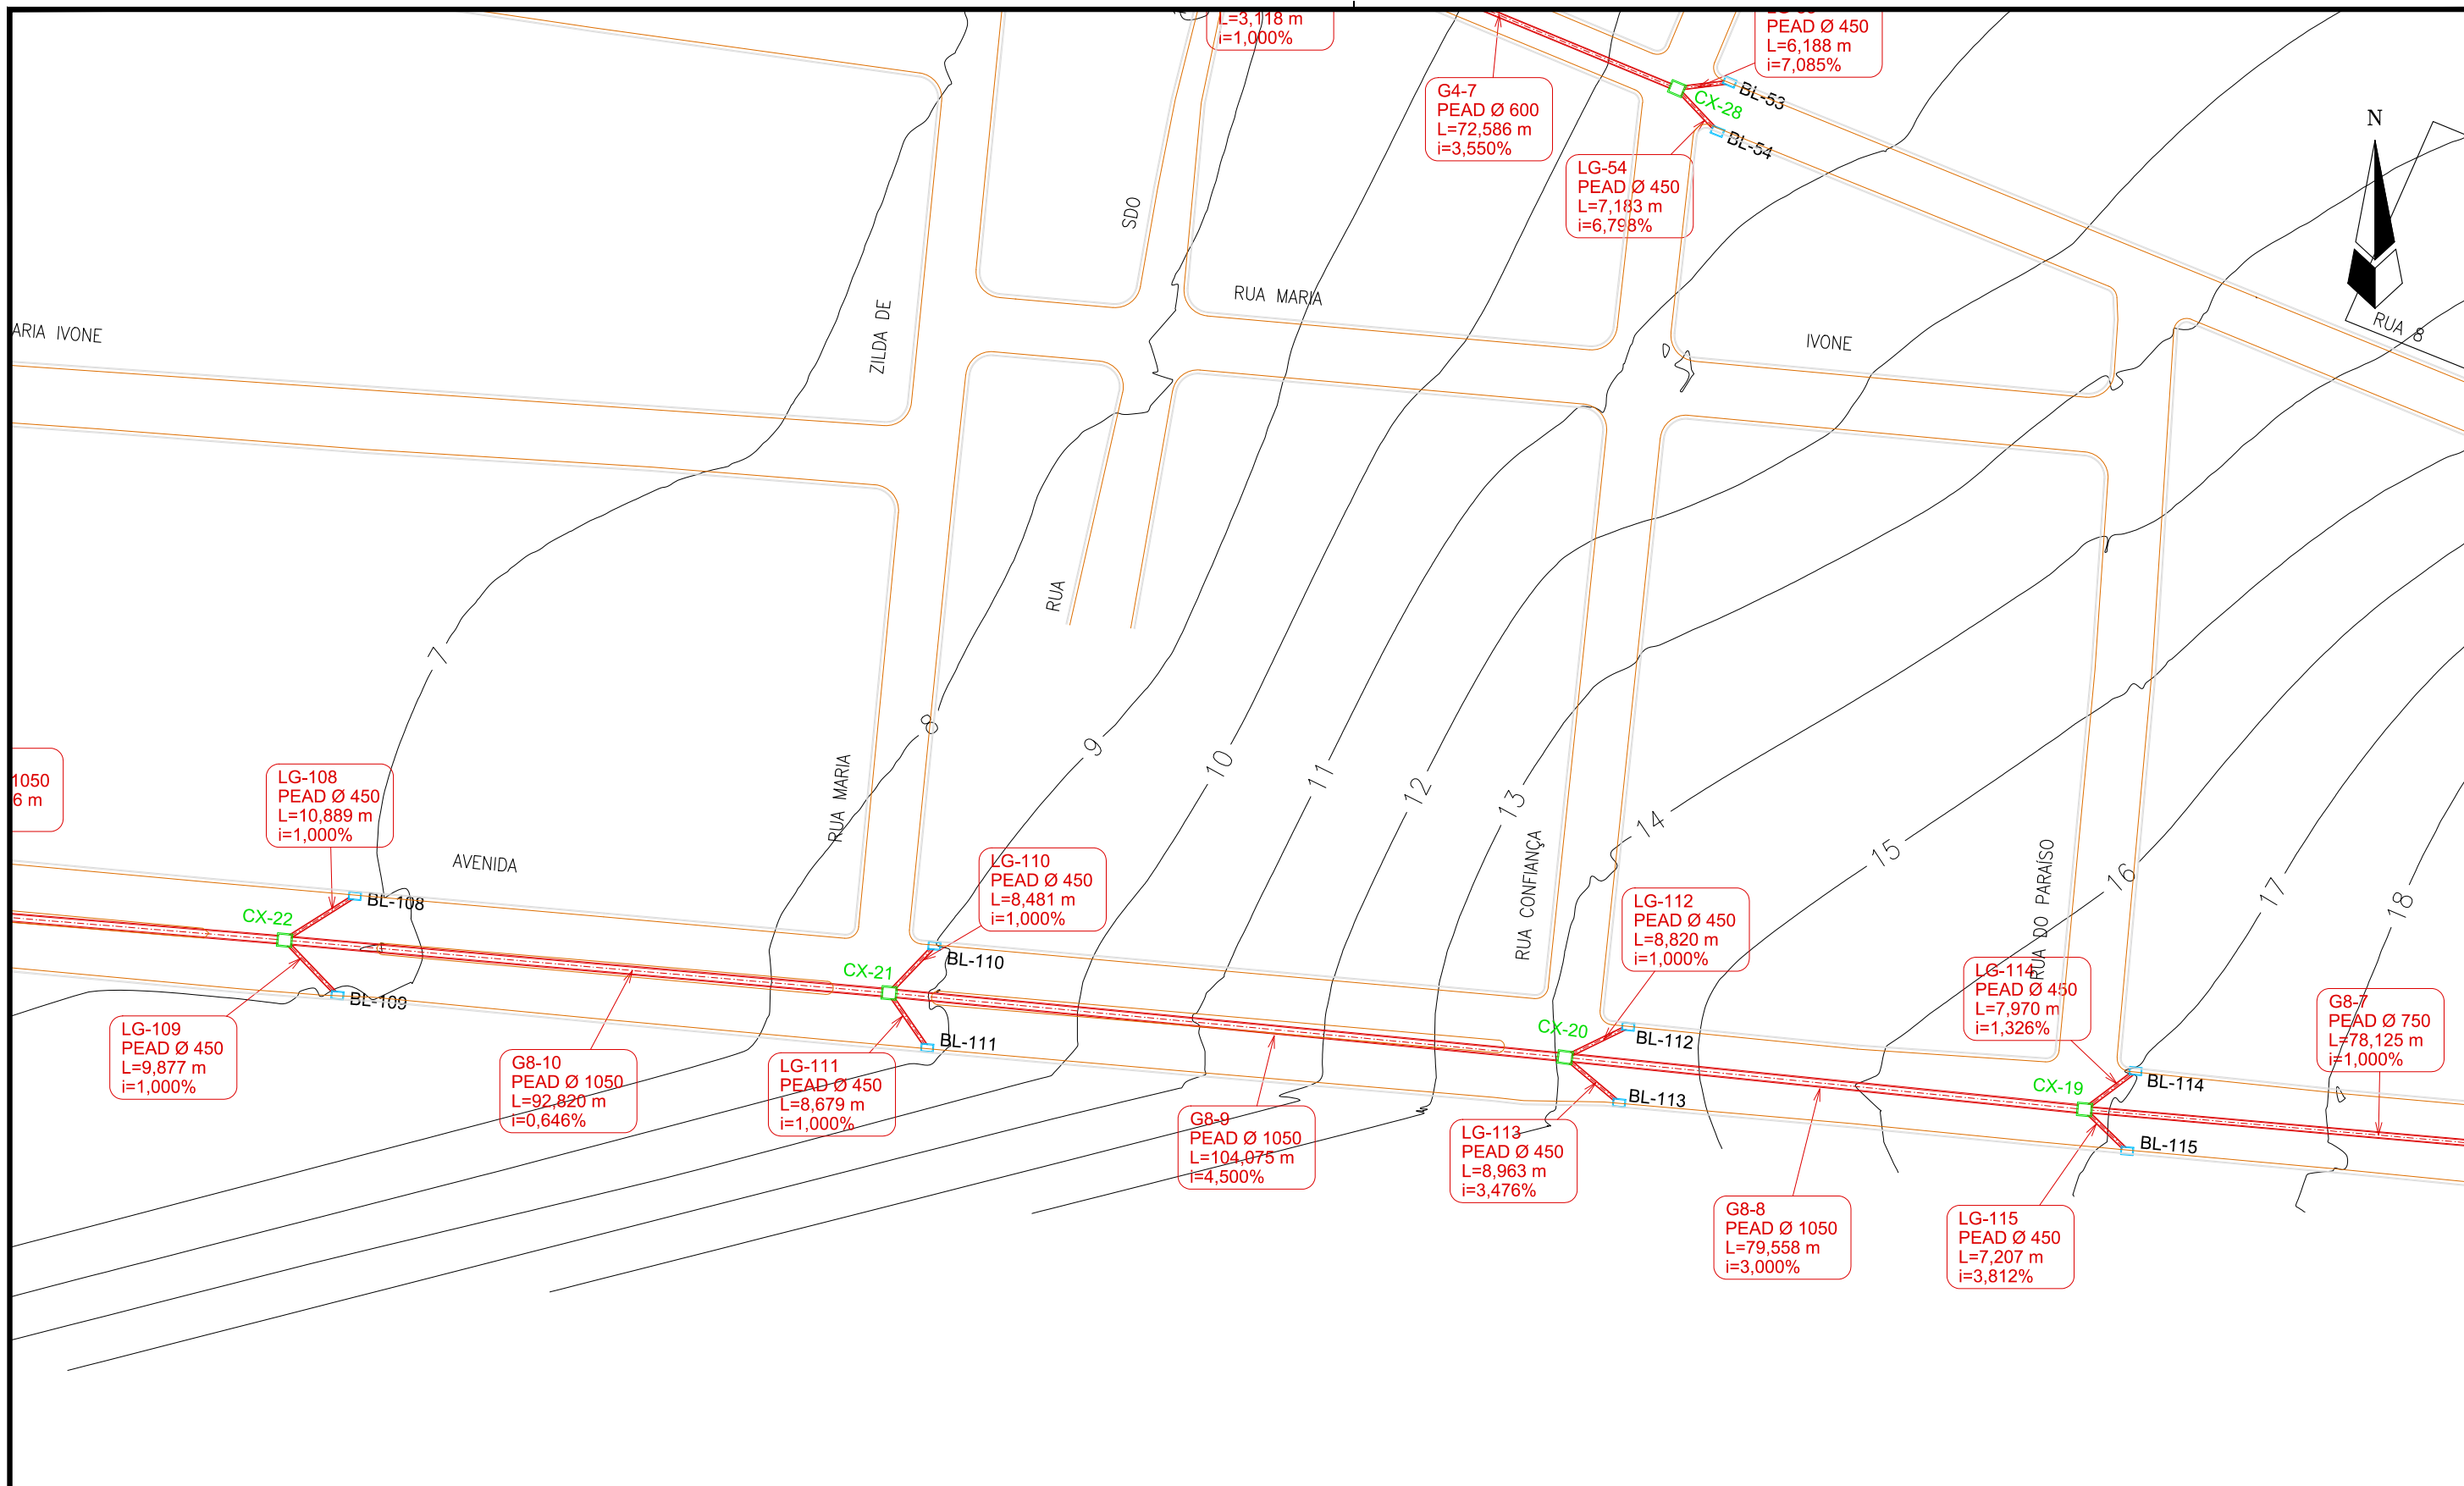 L=3,118 m
i=1,000%
PEAD Ø 450
L=6,188 m
i=7,085%
G4-7
PEAD Ø 600
L=72,586 m
i=3,550%
BL-53
CX-28
BL-54
LG-54
PEAD Ø 450
L=7,183 m
i=6,798%
N
RUA 8
SDO
RUA MARIA
IVONE
ZILDA DE
ARIA IVONE
RUA
7
8
9
10
11
12
13
14
15
16
17
18
1050
6 m
LG-108
PEAD Ø 450
L=10,889 m
i=1,000%
RUA MARIA
AVENIDA
LG-110
PEAD Ø 450
L=8,481 m
i=1,000%
RUA CONFIANÇA
RUA DO PARAÍSO
LG-112
PEAD Ø 450
L=8,820 m
i=1,000%
LG-114
PEAD Ø 450
L=7,970 m
i=1,326%
G8-7
PEAD Ø 750
L=78,125 m
i=1,000%
CX-22
BL-108
BL-109
CX-21
BL-110
BL-111
CX-20
BL-112
BL-113
CX-19
BL-114
BL-115
LG-109
PEAD Ø 450
L=9,877 m
i=1,000%
G8-10
PEAD Ø 1050
L=92,820 m
i=0,646%
LG-111
PEAD Ø 450
L=8,679 m
i=1,000%
G8-9
PEAD Ø 1050
L=104,075 m
i=4,500%
LG-113
PEAD Ø 450
L=8,963 m
i=3,476%
G8-8
PEAD Ø 1050
L=79,558 m
i=3,000%
LG-115
PEAD Ø 450
L=7,207 m
i=3,812%